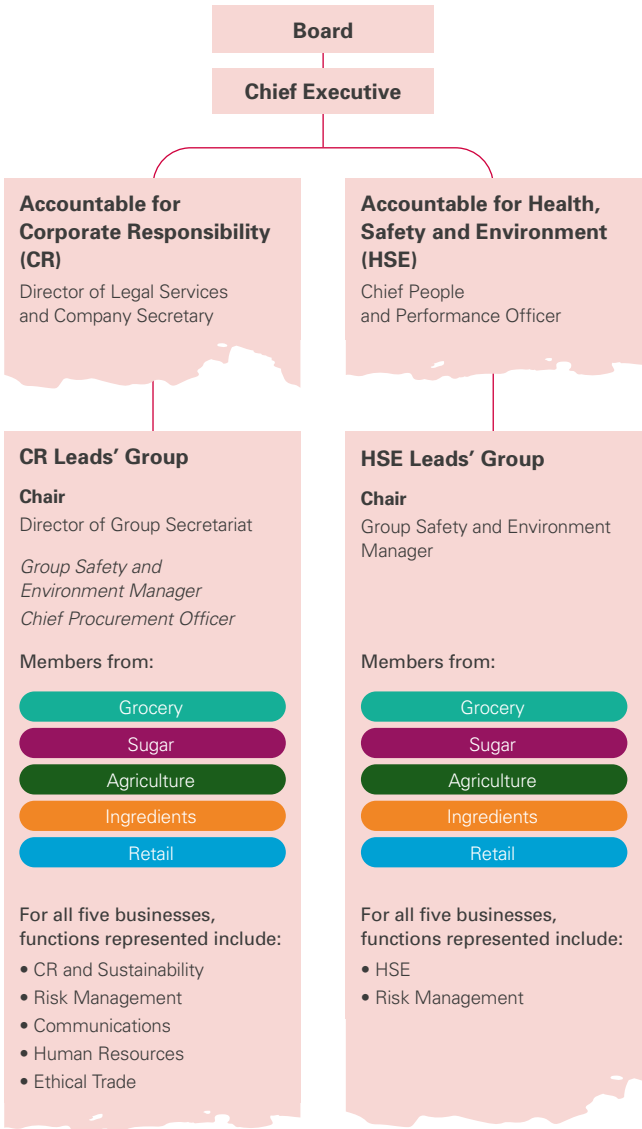 Board
Chief Executive
Accountable for
Corporate Responsibility
(CR)
Director of Legal Services
and Company Secretary
Accountable for Health,
Safety and Environment
(HSE)
Chief People
and Performance Officer
CR Leads’ Group
Chair
Director of Group Secretariat
Group Safety and
Environment Manager
Chief Procurement Officer
Members from:
Grocery
Sugar
Agriculture
Ingredients
Retail
For all five businesses,
functions represented include:
• CR and Sustainability
• Risk Management
• Communications
• Human Resources
• Ethical Trade
HSE Leads’ Group
Chair
Group Safety and Environment
Manager
Members from:
Grocery
Sugar
Agriculture
Ingredients
Retail
For all five businesses,
functions represented include:
• HSE
• Risk Management